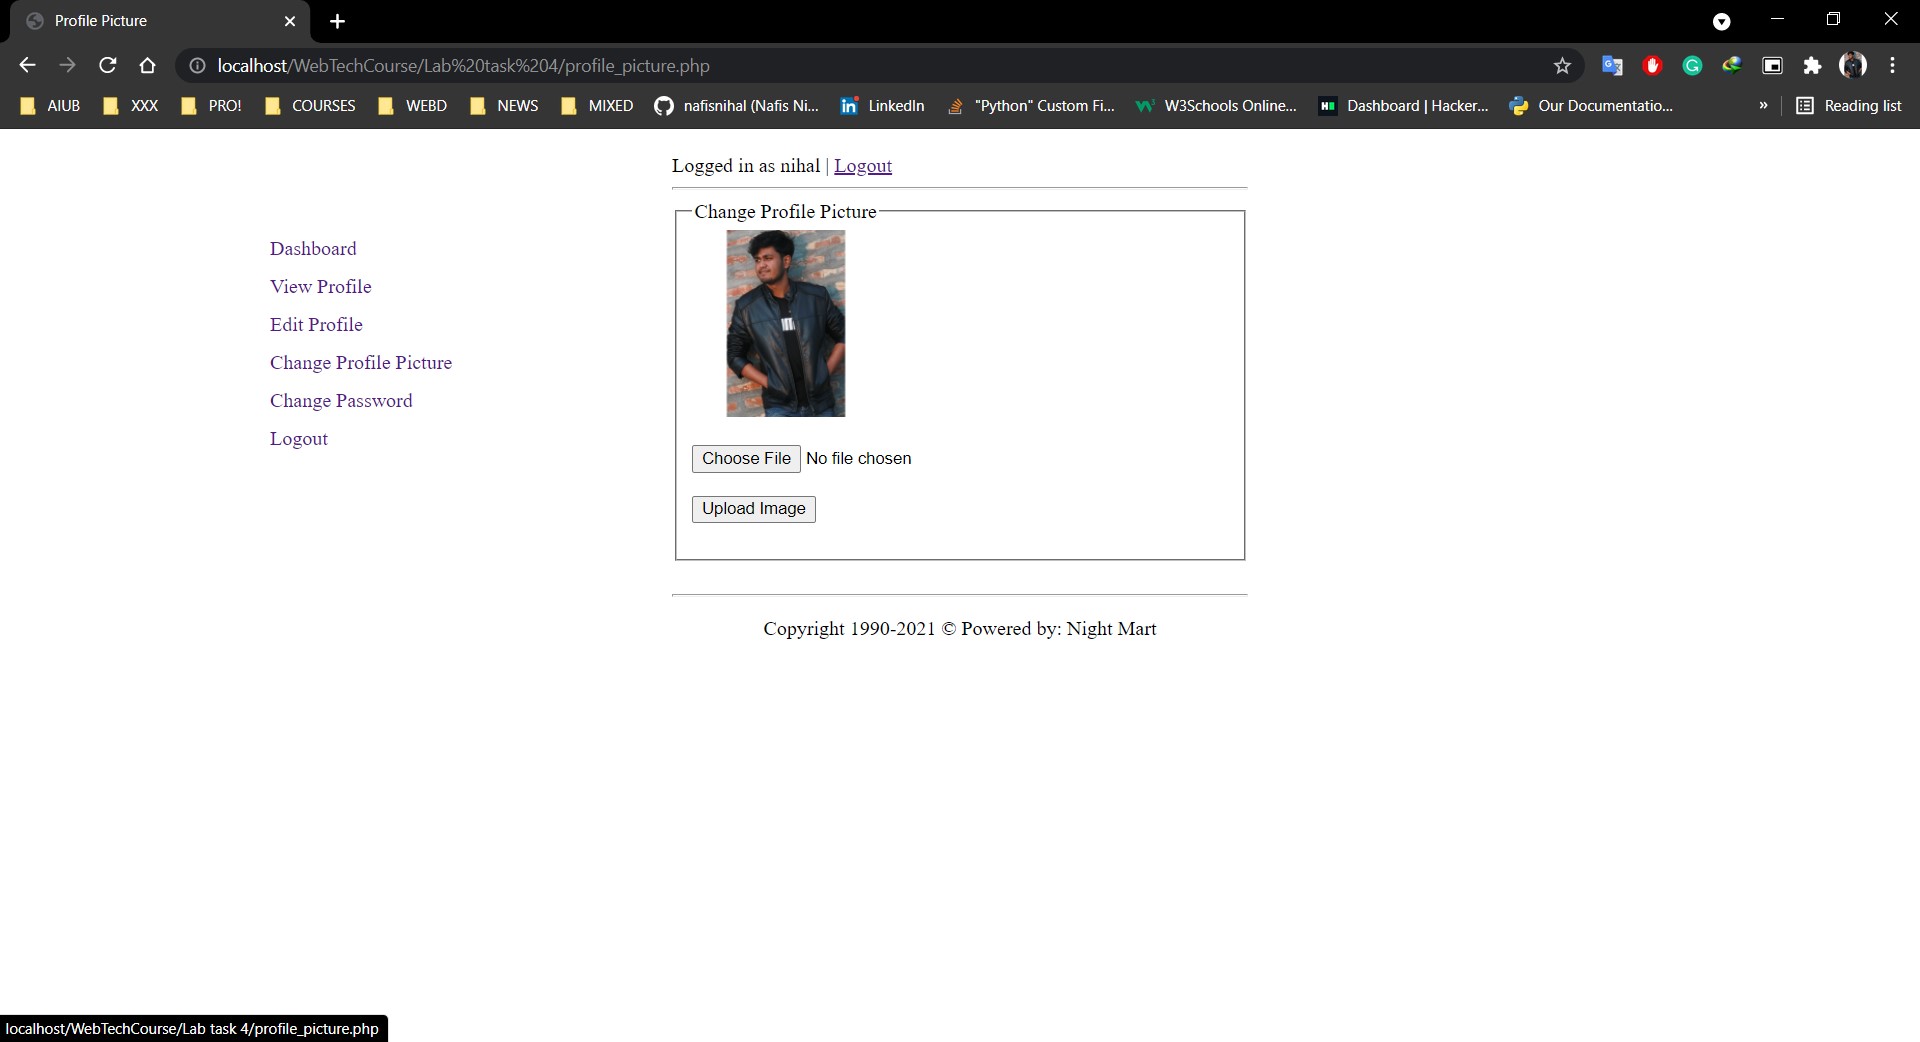 Profile Picture
localhost/WebTechCourse/Lab%20task%204/profile_picture.php
AIUB XXX PRO! COURSES WEBD NEWS MIXED nafisnihal (Nafis Ni... LinkedIn "Python" Custom Fi... W3Schools Online... Dashboard | Hacker... Our Documentatio... » Reading list
Logged in as nihal | Logout
Change Profile Picture
Dashboard
View Profile
Edit Profile
Change Profile Picture
Change Password
Logout
Choose File No file chosen
Upload Image
Copyright 1990-2021 © Powered by: Night Mart
localhost/WebTechCourse/Lab task 4/profile_picture.php